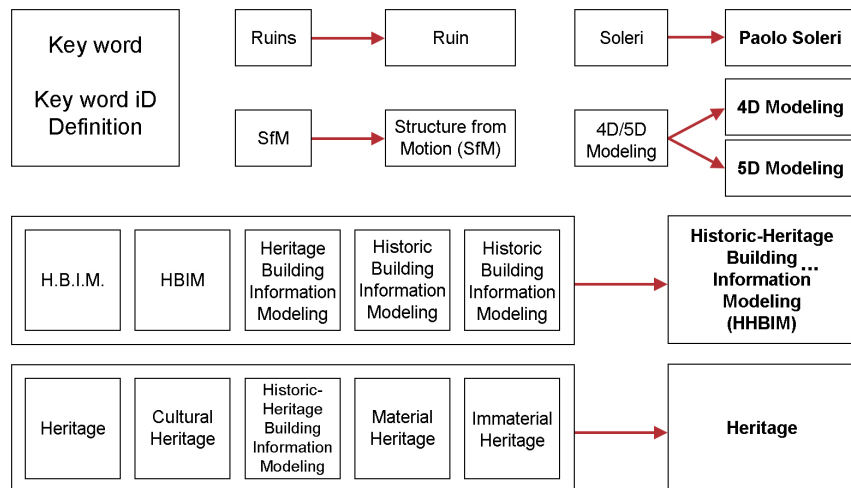 Key word
Key word iD
Definition
Ruins
Ruin
Soleri
Paolo Soleri
SfM
Structure from
Motion (SfM)
4D/5D
Modeling
4D Modeling
5D Modeling
H.B.I.M.
HBIM
Heritage
Building
Information
Modeling
Historic
Building
Information
Modeling
Historic
Building
Information
Modeling
Historic-Heritage
Building ...
Information
Modeling
(HHBIM)
Heritage
Cultural
Heritage
Historic-
Heritage
Building
Information
Modeling
Material
Heritage
Immaterial
Heritage
Heritage